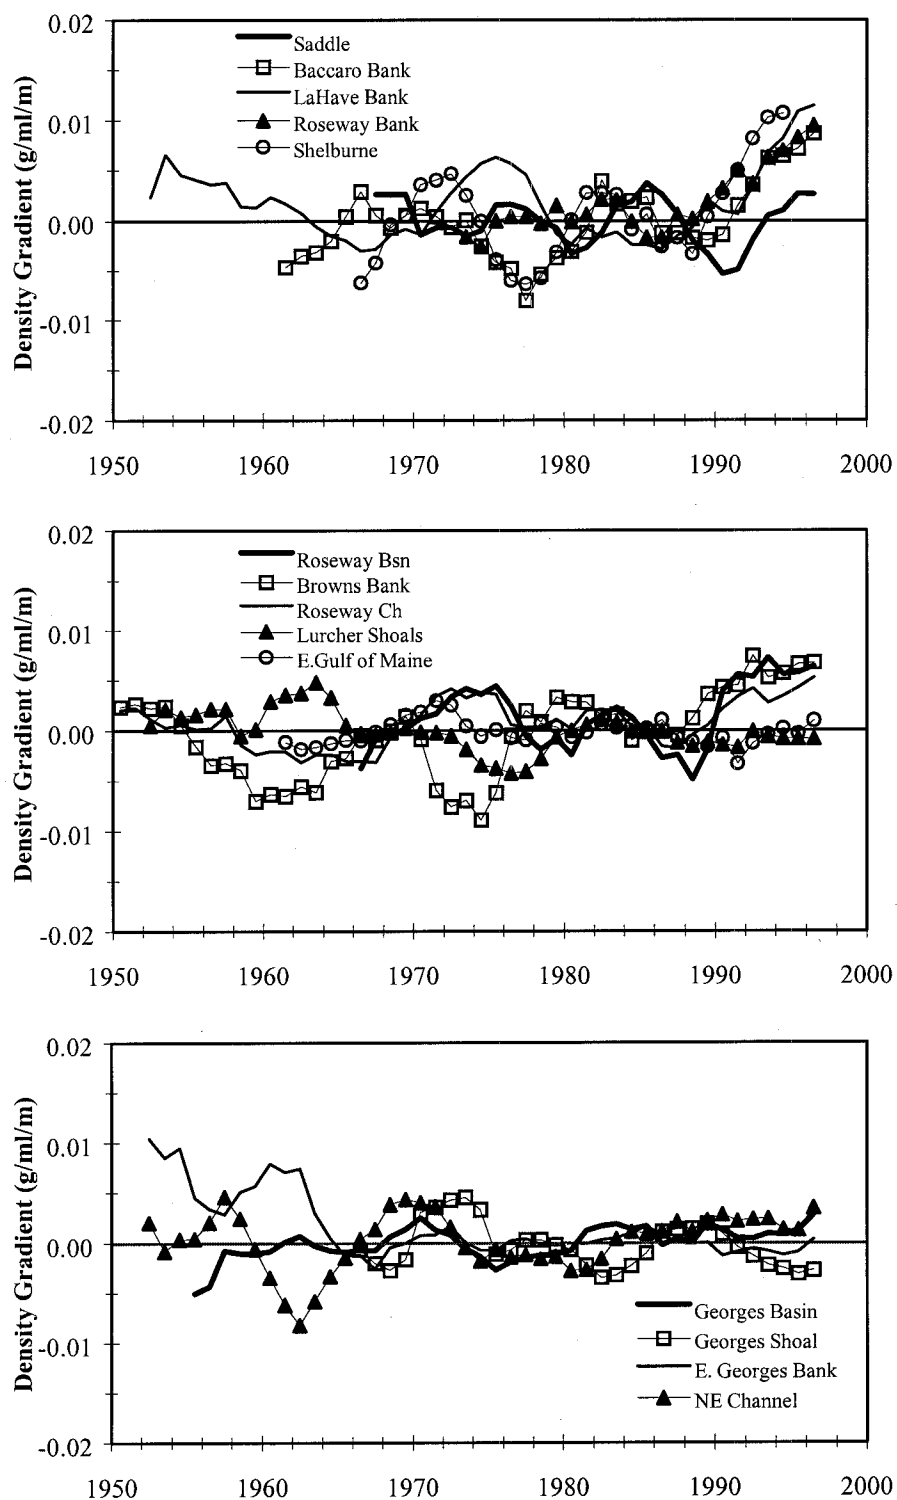 0.02
0.01
0.00
-0.01
-0.02
Density Gradient (g/ml/m)
Saddle
Baccaro Bank
LaHave Bank
Roseway Bank
Shelburne
1950 1960 1970 1980 1990 2000
0.02
0.01
0.00
-0.01
-0.02
Density Gradient (g/ml/m)
Roseway Bsn
Browns Bank
Roseway Ch
Lurcher Shoals
E.Gulf of Maine
1950 1960 1970 1980 1990 2000
0.02
0.01
0.00
-0.01
-0.02
Density Gradient (g/ml/m)
Georges Basin
Georges Shoal
E. Georges Bank
NE Channel
1950 1960 1970 1980 1990 2000